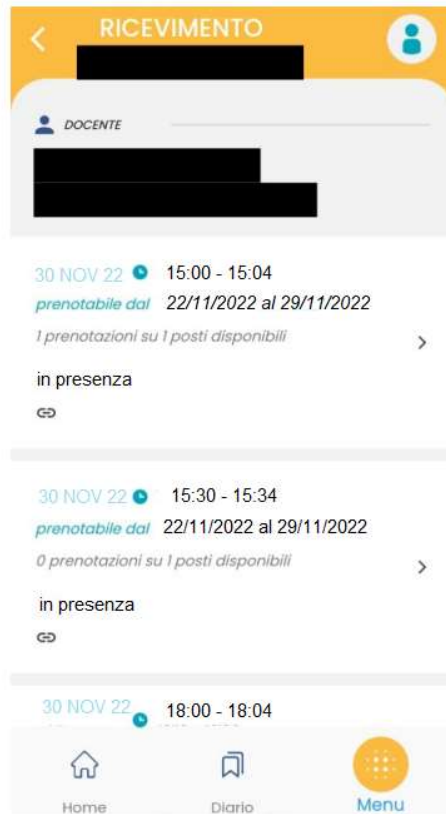 RICEVIMENTO
DOCENTE
30 NOV 22 15:00 - 15:04
prenotabile dal 22/11/2022 al 29/11/2022
1 prenotazioni su 1 posti disponibili
in presenza
30 NOV 22 15:30 - 15:34
prenotabile dal 22/11/2022 al 29/11/2022
0 prenotazioni su 1 posti disponibili
in presenza
30 NOV 22 18:00 - 18:04
Home Diario Menu